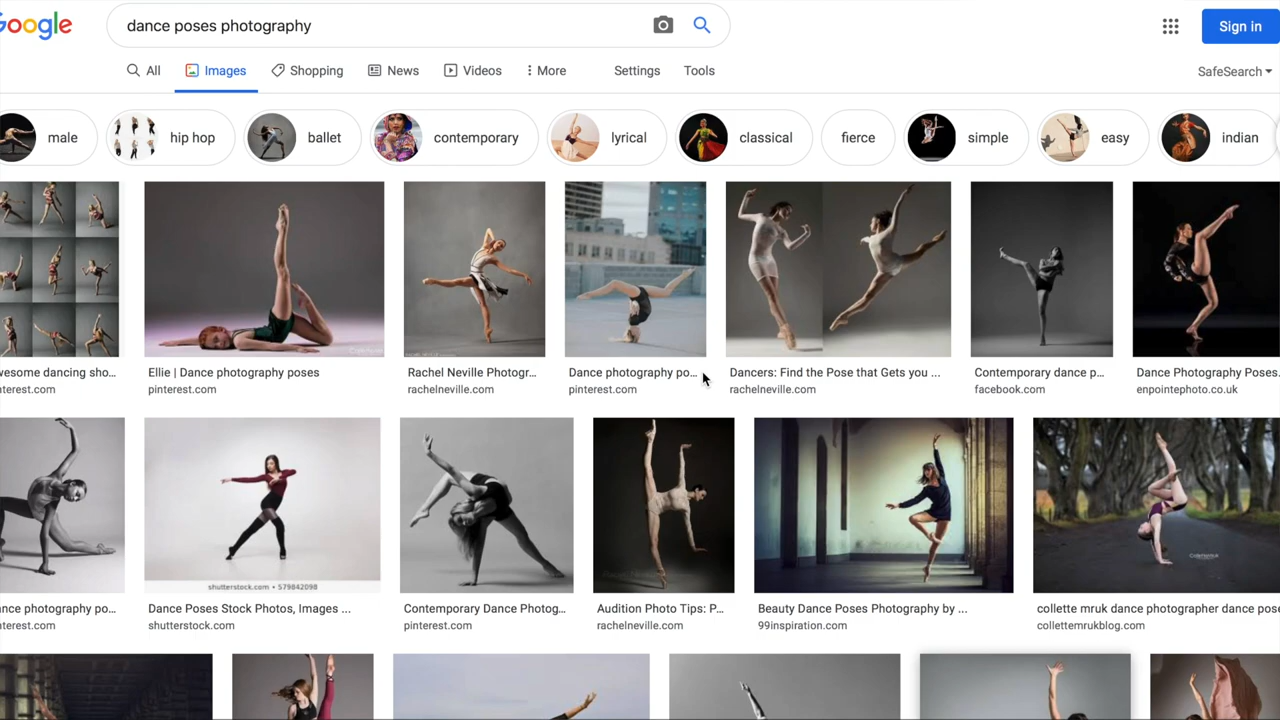 Google
dance poses photography
Sign in
All
Images
Shopping
News
Videos
More
Settings
Tools
SafeSearch
male
hip hop
ballet
contemporary
lyrical
classical
fierce
simple
easy
indian
wesome dancing sho...
nterest.com
Ellie | Dance photography poses
pinterest.com
Rachel Neville Photogr...
rachelneville.com
Dance photography po...
pinterest.com
Dancers: Find the Pose that Gets you ...
rachelneville.com
Contemporary dance p...
facebook.com
Dance Photography Poses.
enpointephoto.co.uk
shutterstock.com • 579842098
nce photography po...
nterest.com
Dance Poses Stock Photos, Images ...
shutterstock.com
Contemporary Dance Photog...
pinterest.com
Audition Photo Tips: P...
rachelneville.com
Beauty Dance Poses Photography by ...
99inspiration.com
collette mruk dance photographer dance pose
collettemrukblog.com